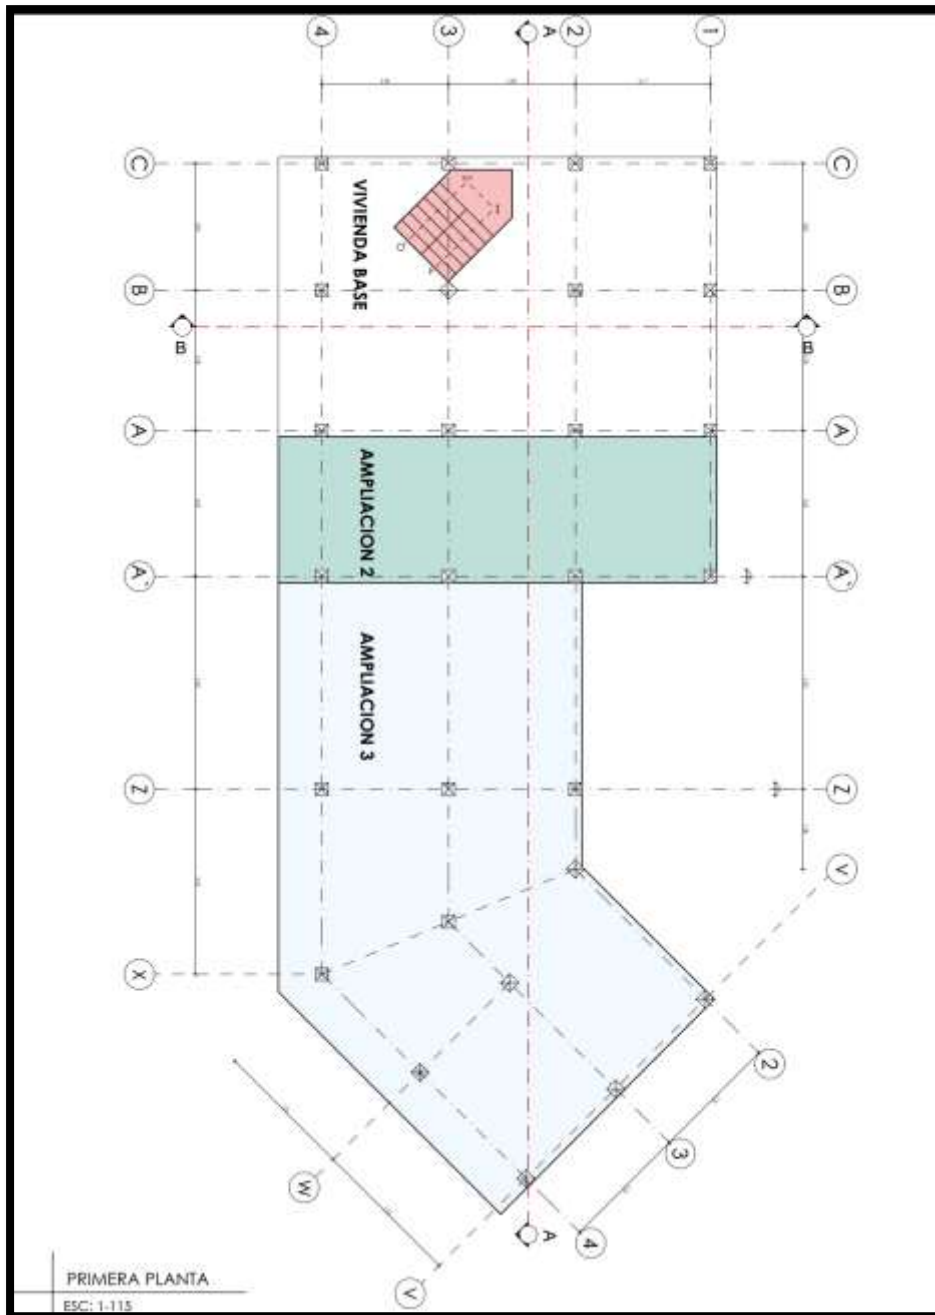 4
3
A
2
1
C
C
VIVIENDA BASE
B
B
B
B
A
A
AMPLIACION 2
A'
A'
AMPLIACION 3
Z
Z
V
X
2
3
W
A
4
V
PRIMERA PLANTA
ESC: 1-115